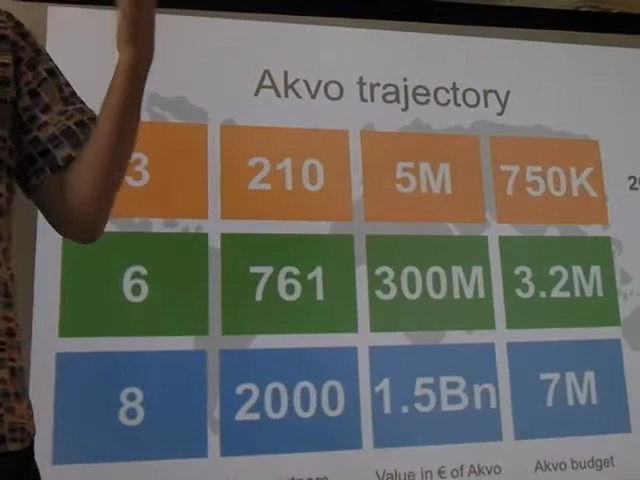 Akvo trajectory
3 210 5M 750K
6 761 300M 3.2M
8 2000 1.5Bn 7M
Value in € of Akvo Akvo budget